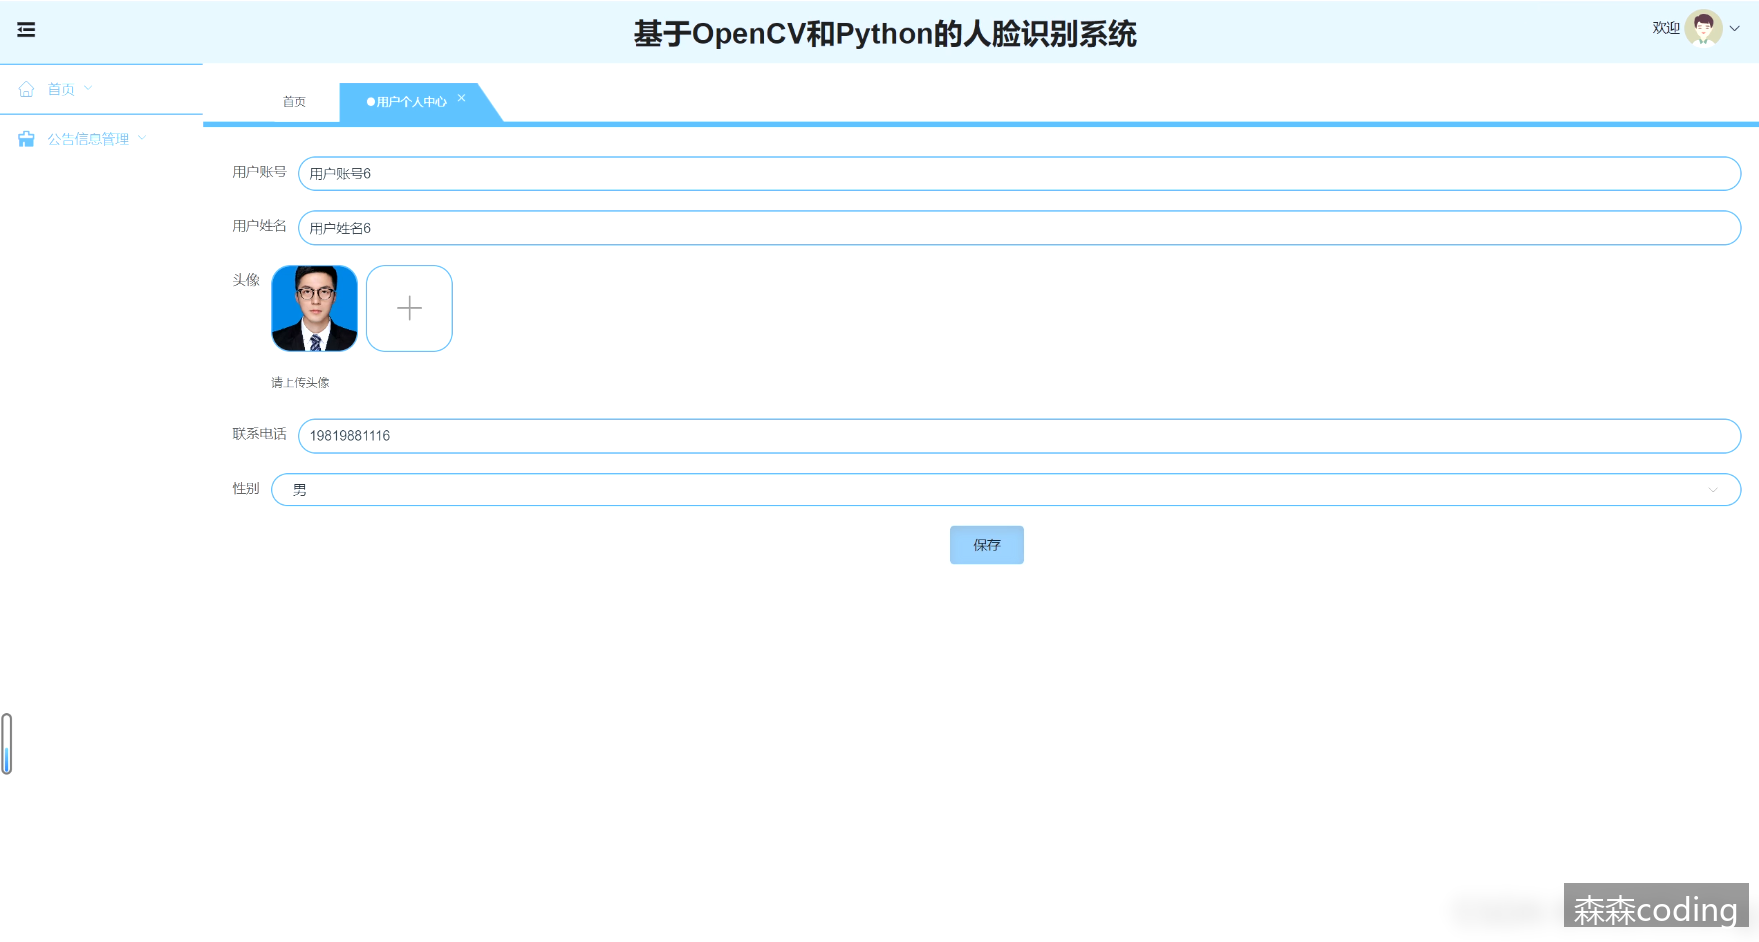 基于OpenCV和Python的人脸识别系统
欢迎
首页
公告信息管理
首页
用户个人中心
用户账号
用户账号6
用户姓名
用户姓名6
头像
请上传头像
联系电话
19819881116
性别
男
保存
森森coding